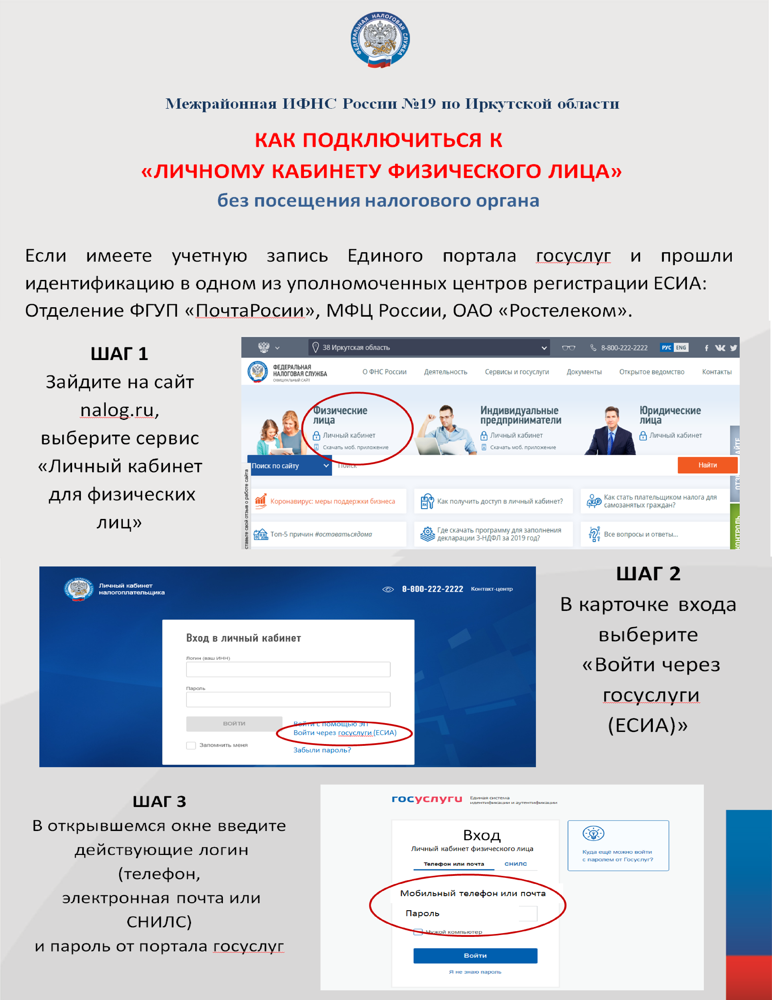 ФЕДЕРАЛЬНАЯ НАЛОГОВАЯ СЛУЖБА
Межрайонная ИФНС России №19 по Иркутской области
КАК ПОДКЛЮЧИТЬСЯ К
«ЛИЧНОМУ КАБИНЕТУ ФИЗИЧЕСКОГО ЛИЦА»
без посещения налогового органа
Если имеете учетную запись Единого портала госуслуг и прошли
идентификацию в одном из уполномоченных центров регистрации ЕСИА:
Отделение ФГУП «ПочтаРосии», МФЦ России, ОАО «Ростелеком».
ШАГ 1
Зайдите на сайт
nalog.ru,
выберите сервис
«Личный кабинет
для физических
лиц»
38 Иркутская область
8-800-222-2222
РУС ENG
ФЕДЕРАЛЬНАЯ
НАЛОГОВАЯ СЛУЖБА
ОФИЦИАЛЬНЫЙ САЙТ
О ФНС России
Деятельность
Сервисы и госуслуги
Документы
Открытое ведомство
Контакты
Физические
лица
Личный кабинет
Скачать моб. приложение
Индивидуальные
предприниматели
Личный кабинет
Скачать моб. приложение
Юридические
лица
Личный кабинет
Поиск по сайту
Поиск
Найти
ставьте свой отзыв о работе сайта
Коронавирус: меры поддержки бизнеса
Как получить доступ в личный кабинет?
Как стать плательщиком налога для
самозанятых граждан?
Топ-5 причин #оставатьсядома
Где скачать программу для заполнения
декларации 3-НДФЛ за 2019 год?
Все вопросы и ответы...
КОНТРОЛЬ
ШАГ 2
В карточке входа
выберите
«Войти через
госуслуги
(ЕСИА)»
Личный кабинет
налогоплательщика
8-800-222-2222 Контакт-центр
Вход в личный кабинет
Логин (ваш ИНН)
Пароль
ВОЙТИ
Войти с помощью ЭП
Войти через госуслуги (ЕСИА)
Запомнить меня
Забыли пароль?
ШАГ 3
В открывшемся окне введите
действующие логин
(телефон,
электронная почта или
СНИЛС)
и пароль от портала госуслуг
госуслуги
Единая система
идентификации и аутентификации
Вход
Личный кабинет физического лица
Телефон или почта
СНИЛС
Мобильный телефон или почта
Пароль
Чужой компьютер
Войти
Я не знаю пароль
Куда ещё можно войти
с паролем от Госуслуг?